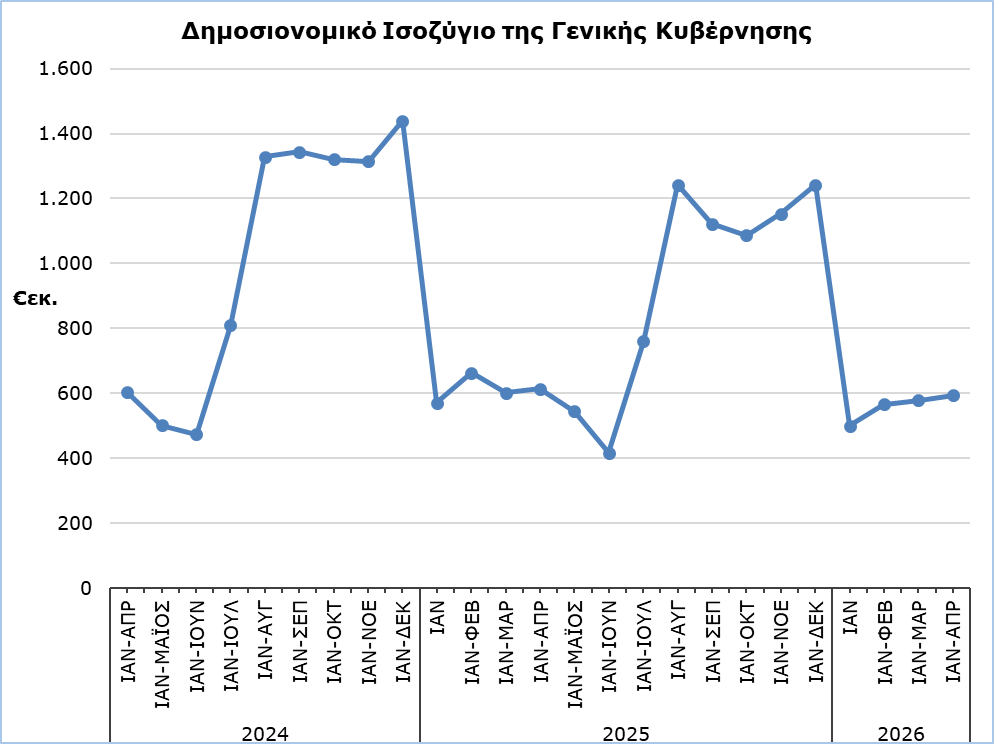 Δημοσιονομικό Ισοζύγιο της Γενικής Κυβέρνησης
1.600
1.400
1.200
1.000
€εκ.
800
600
400
200
0
ΙΑΝ-ΑΠΡ
ΙΑΝ-ΜΑΪΟΣ
ΙΑΝ-ΙΟΥΝ
ΙΑΝ-ΙΟΥΛ
ΙΑΝ-ΑΥΓ
ΙΑΝ-ΣΕΠ
ΙΑΝ-ΟΚΤ
ΙΑΝ-ΝΟΕ
ΙΑΝ-ΔΕΚ
ΙΑΝ
ΙΑΝ-ΦΕΒ
ΙΑΝ-ΜΑΡ
ΙΑΝ-ΑΠΡ
ΙΑΝ-ΜΑΪΟΣ
ΙΑΝ-ΙΟΥΝ
ΙΑΝ-ΙΟΥΛ
ΙΑΝ-ΑΥΓ
ΙΑΝ-ΣΕΠ
ΙΑΝ-ΟΚΤ
ΙΑΝ-ΝΟΕ
ΙΑΝ-ΔΕΚ
ΙΑΝ
ΙΑΝ-ΦΕΒ
ΙΑΝ-ΜΑΡ
ΙΑΝ-ΑΠΡ
2024
2025
2026